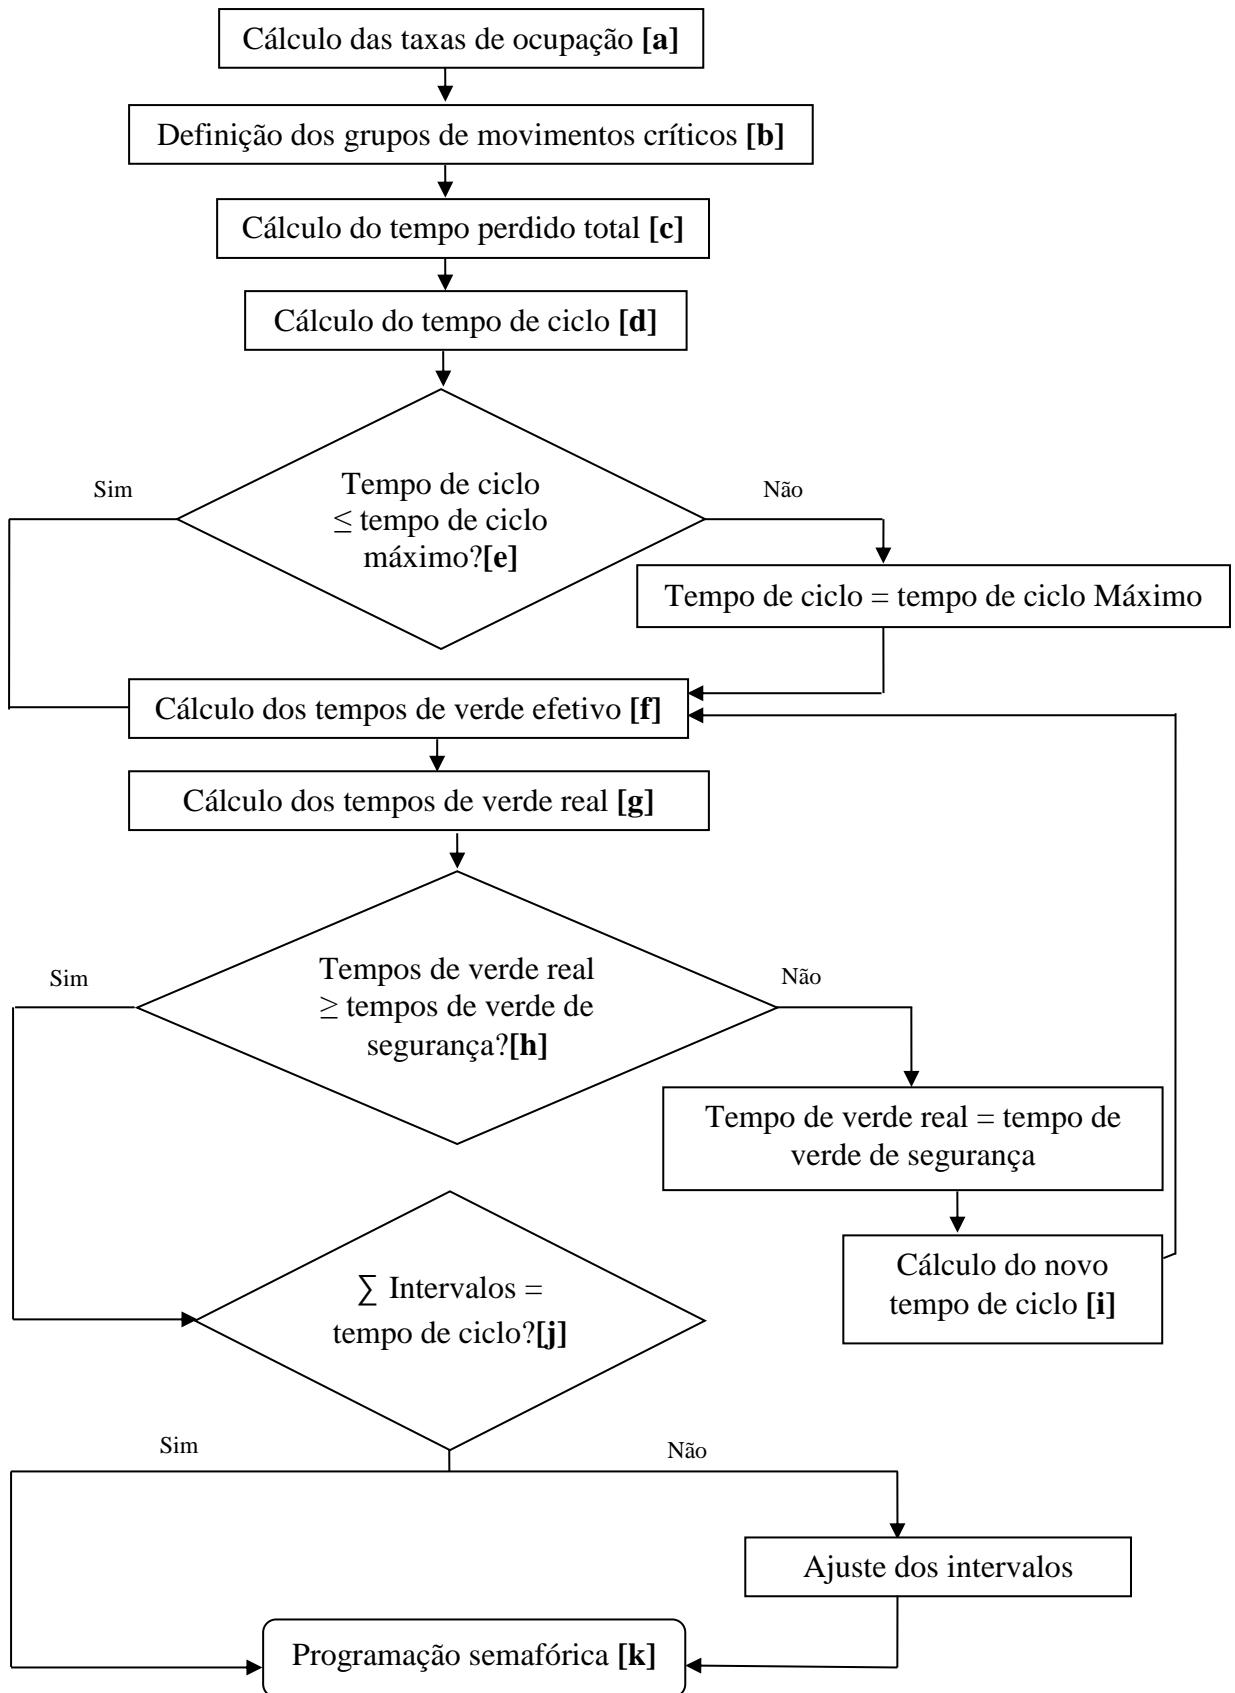 Cálculo das taxas de ocupação [a]
Definição dos grupos de movimentos críticos [b]
Cálculo do tempo perdido total [c]
Cálculo do tempo de ciclo [d]
Sim
Tempo de ciclo
≤ tempo de ciclo
máximo?[e]
Não
Tempo de ciclo = tempo de ciclo Máximo
Cálculo dos tempos de verde efetivo [f]
Cálculo dos tempos de verde real [g]
Sim
Tempos de verde real
≥ tempos de verde de
segurança?[h]
Não
Tempo de verde real = tempo de
verde de segurança
Cálculo do novo
tempo de ciclo [i]
∑ Intervalos =
tempo de ciclo?[j]
Sim
Não
Ajuste dos intervalos
Programação semafórica [k]